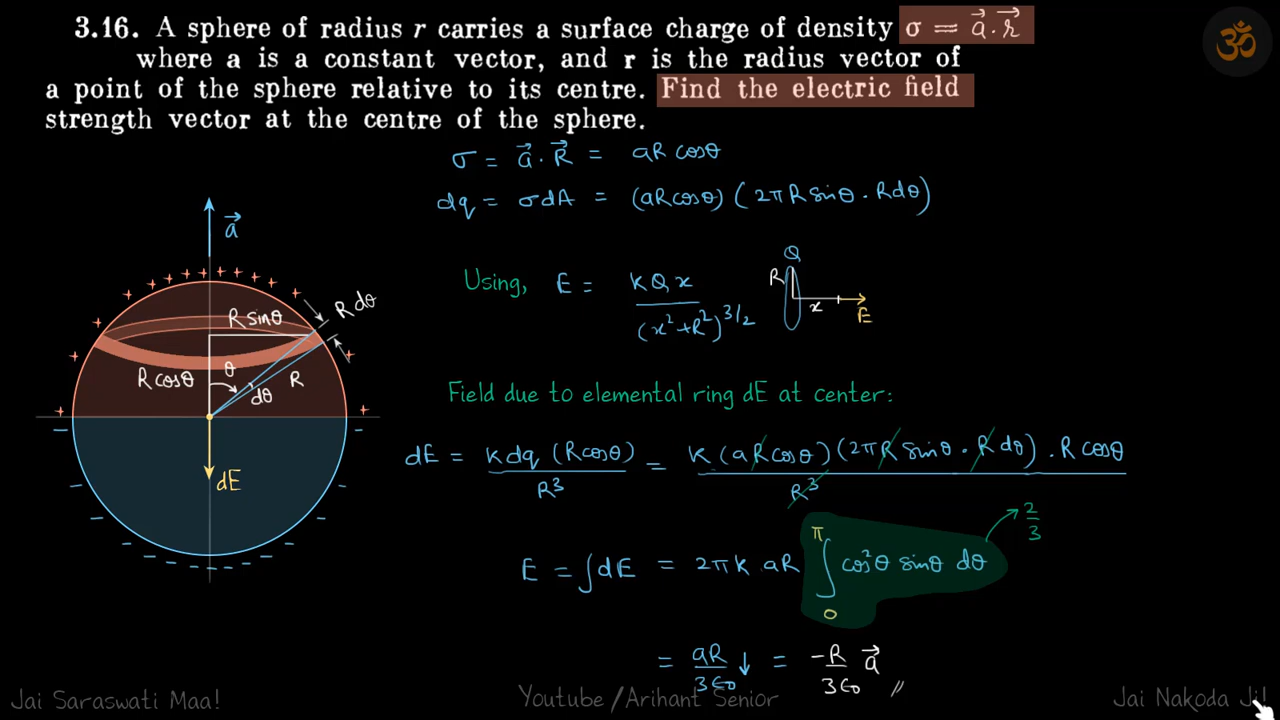 3.16. A sphere of radius r carries a surface charge of density σ = a⃗.r⃗
where a is a constant vector, and r is the radius vector of
a point of the sphere relative to its centre. Find the electric field
strength vector at the centre of the sphere.
ॐ
σ = a⃗ . R⃗ = aR cosθ
dq = σdA = (aRcosθ) (2πR sinθ . Rdθ)
a⃗
Using, E = kQx / (x² + R²)^3/2
Q
R
x
E
R dθ
R sinθ
R cosθ
θ
dθ
R
dE
Field due to elemental ring dE at center:
dE = k dq (R cosθ) / R³ = k (aRcosθ) (2πR sinθ . R dθ) . R cosθ / R³
E = ∫dE = 2πk aR ∫₀^π cos²θ sinθ dθ
2/3
= aR/3ε₀ ↓ = -R/3ε₀ a⃗ //
Jai Saraswati Maa!
Youtube / Arihant Senior
Jai Nakoda Ji!